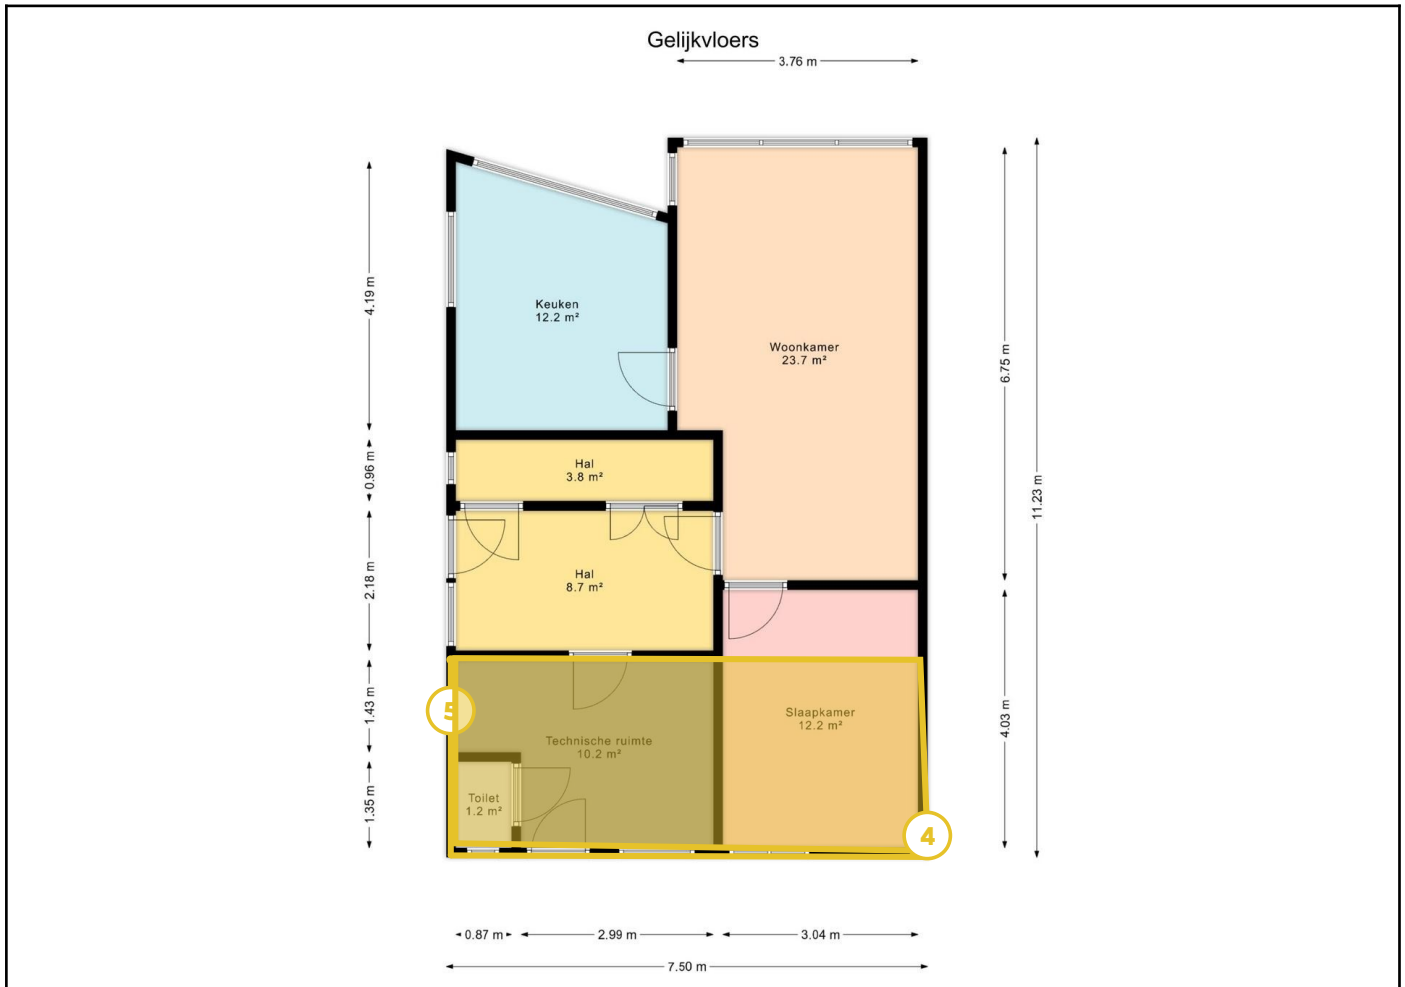 Gelijkvloers
3.76 m
4.19 m
Keuken
12.2 m²
Woonkamer
23.7 m²
6.75 m
0.96 m
Hal
3.8 m²
11.23 m
2.18 m
Hal
8.7 m²
1.43 m
5
Slaapkamer
12.2 m²
4.03 m
Technische ruimte
10.2 m²
1.35 m
Toilet
1.2 m²
4
0.87 m
2.99 m
3.04 m
7.50 m